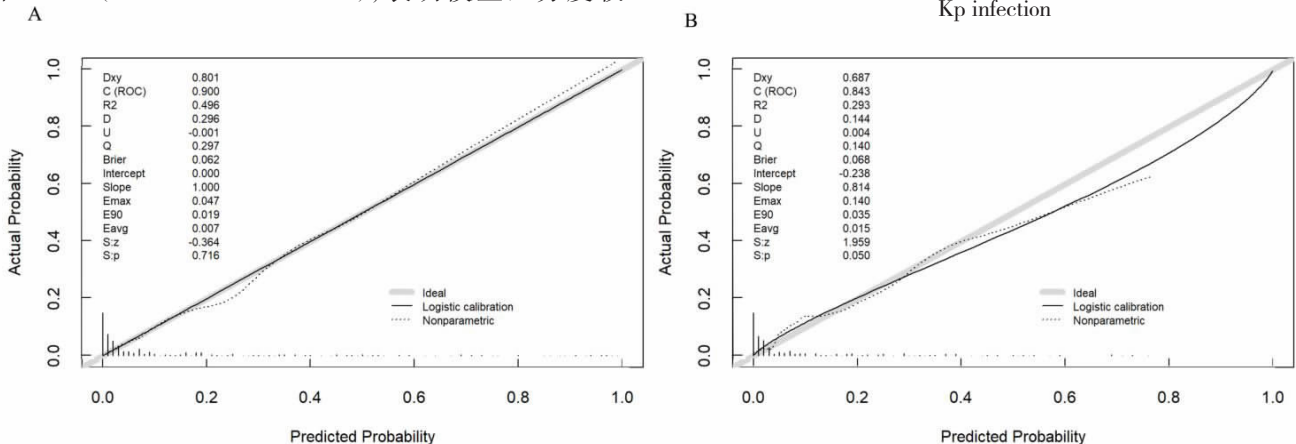 A
Kp infection
B
Dxy 0.801
C (ROC) 0.900
R2 0.496
D 0.296
U -0.001
Q 0.297
Brier 0.062
Intercept 0.000
Slope 1.000
Emax 0.047
E90 0.019
Eavg 0.007
S:z -0.364
S:p 0.716
Ideal
Logistic calibration
Nonparametric
Actual Probability
0.0 0.2 0.4 0.6 0.8 1.0
0.0 0.2 0.4 0.6 0.8 1.0
Predicted Probability
Dxy 0.687
C (ROC) 0.843
R2 0.293
D 0.144
U 0.004
Q 0.140
Brier 0.068
Intercept -0.238
Slope 0.814
Emax 0.140
E90 0.035
Eavg 0.015
S:z 1.959
S:p 0.050
Ideal
Logistic calibration
Nonparametric
Actual Probability
0.0 0.2 0.4 0.6 0.8 1.0
0.0 0.2 0.4 0.6 0.8 1.0
Predicted Probability